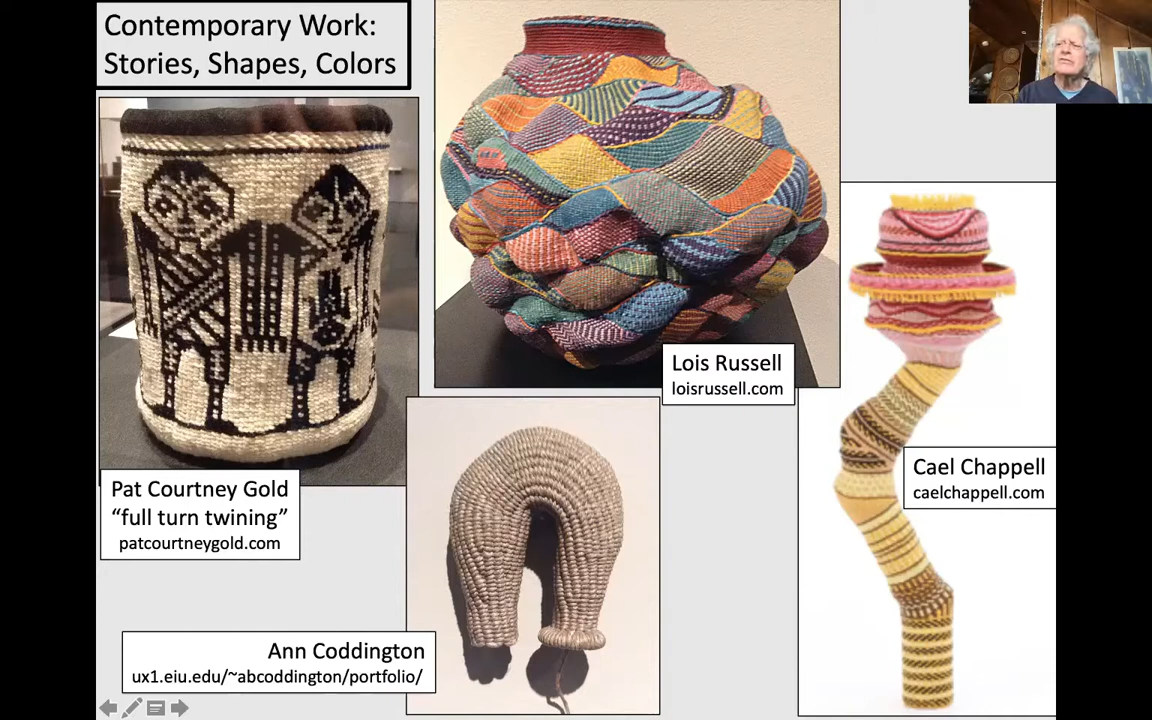 Contemporary Work:
Stories, Shapes, Colors
Lois Russell
loisrussell.com
Cael Chappell
caelchappell.com
Pat Courtney Gold
“full turn twining”
patcourtneygold.com
Ann Coddington
ux1.eiu.edu/~abcoddington/portfolio/